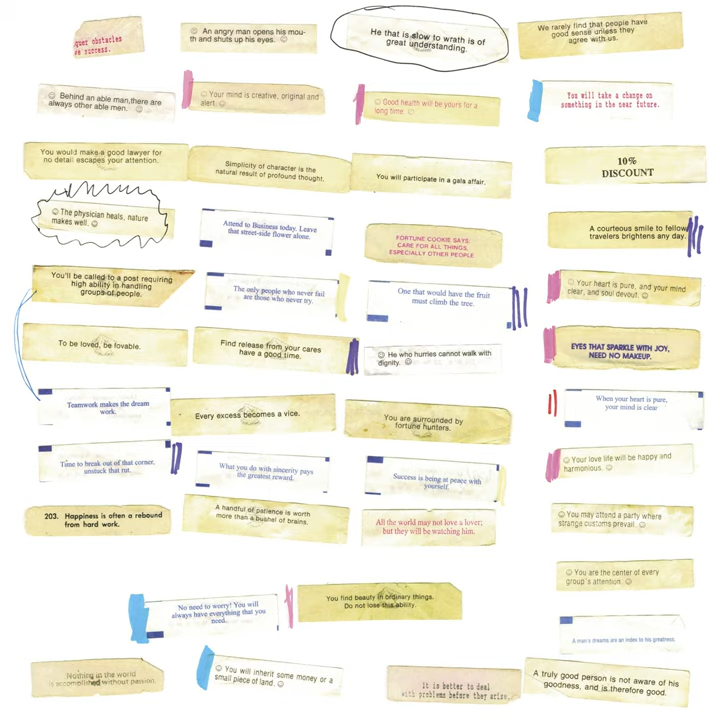 quer obstacles
ve success.
An angry man opens his mou-
th and shuts up his eyes.
He that is slow to wrath is of
great understanding.
We rarely find that people have
good sense unless they
agree with us.
Behind an able man,there are
always other able men.
Your mind is creative, original and
alert.
Good health will be yours for a
long time.
You will take a change on
something in the near future.
You would make a good lawyer for
no detail escapes your attention.
Simplicity of character is the
natural result of profound thought.
You will participate in a gala affair.
10%
DISCOUNT
The physician heals, nature
makes well.
Attend to Business today. Leave
that street-side flower alone.
FORTUNE COOKIE SAYS:
CARE FOR ALL THINGS,
ESPECIALLY OTHER PEOPLE
A courteous smile to fellow
travelers brightens any day.
You'll be called to a post requiring
high ability in handling
groups of people.
The only people who never fail
are those who never try.
One that would have the fruit
must climb the tree.
Your heart is pure, and your mind
clear, and soul devout.
To be loved, be lovable.
Find release from your cares
have a good time.
He who hurries cannot walk with
dignity.
EYES THAT SPARKLE WITH JOY,
NEED NO MAKEUP.
Teamwork makes the dream
work.
Every excess becomes a vice.
You are surrounded by
fortune hunters.
When your heart is pure,
your mind is clear
Time to break out of that corner,
unstuck that rut.
What you do with sincerity pays
the greatest reward.
Success is being at peace with
yourself.
Your love life will be happy and
harmonious.
203. Happiness is often a rebound
from hard work.
A handful of patience is worth
more than a bushel of brains.
All the world may not love a lover;
but they will be watching him.
You may attend a party where
strange customs prevail.
You are the center of every
group's attention
No need to worry! You will
always have everything that you
need.
You find beauty in ordinary things.
Do not lose this ability.
A man's dreams are an index to his greatness.
Nothing in the world
is accomplished without passion.
You will inherit some money or a
small piece of land.
It is better to deal
with problems before they arise.
A truly good person is not aware of his
goodness, and is therefore good.